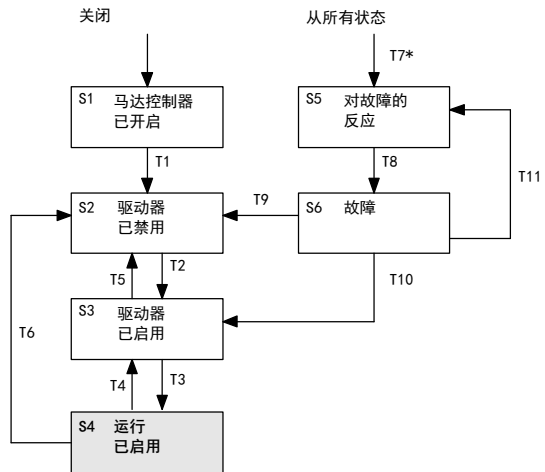 关闭
从所有状态
T7*
S1 马达控制器
已开启
S5 对故障的
反应
T1
T8
T11
S2 驱动器
已禁用
T9
S6 故障
T5
T2
T10
S3 驱动器
已启用
T6
T4
T3
S4 运行
已启用